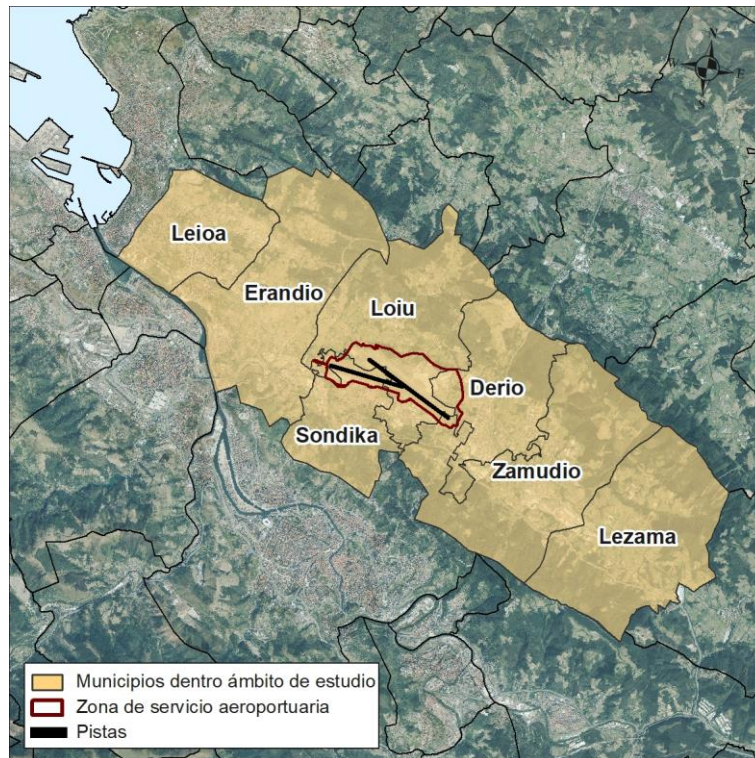 N
W E
S
Leioa
Erandio
Loiu
Derio
Sondika
Zamudio
Lezama
Municipios dentro ámbito de estudio
Zona de servicio aeroportuaria
Pistas